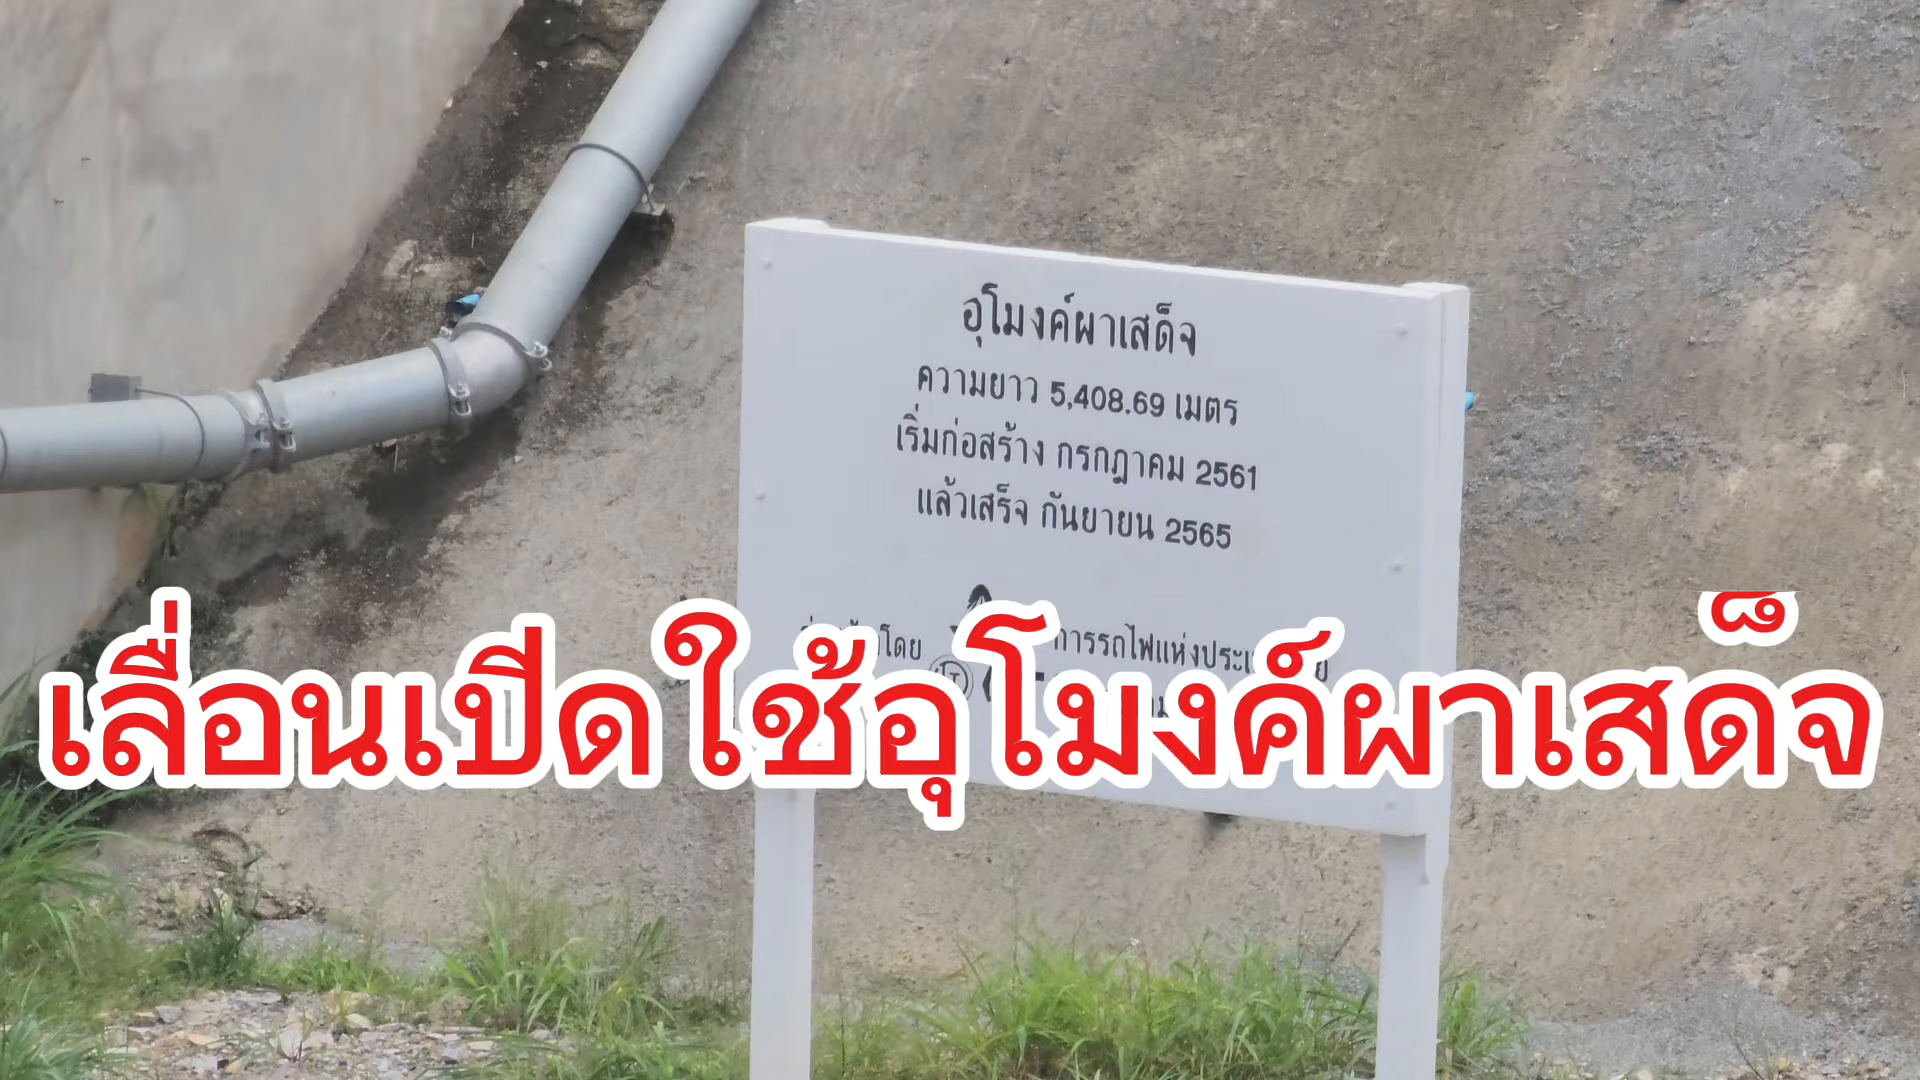 อุโมงค์ผาเสด็จ
ความยาว 5,408.69 เมตร
เริ่มก่อสร้าง กรกฎาคม 2561
แล้วเสร็จ กันยายน 2565
โดย การรถไฟแห่ง
เลื่อนเปิดใช้อุโมงค์ผาเสด็จ